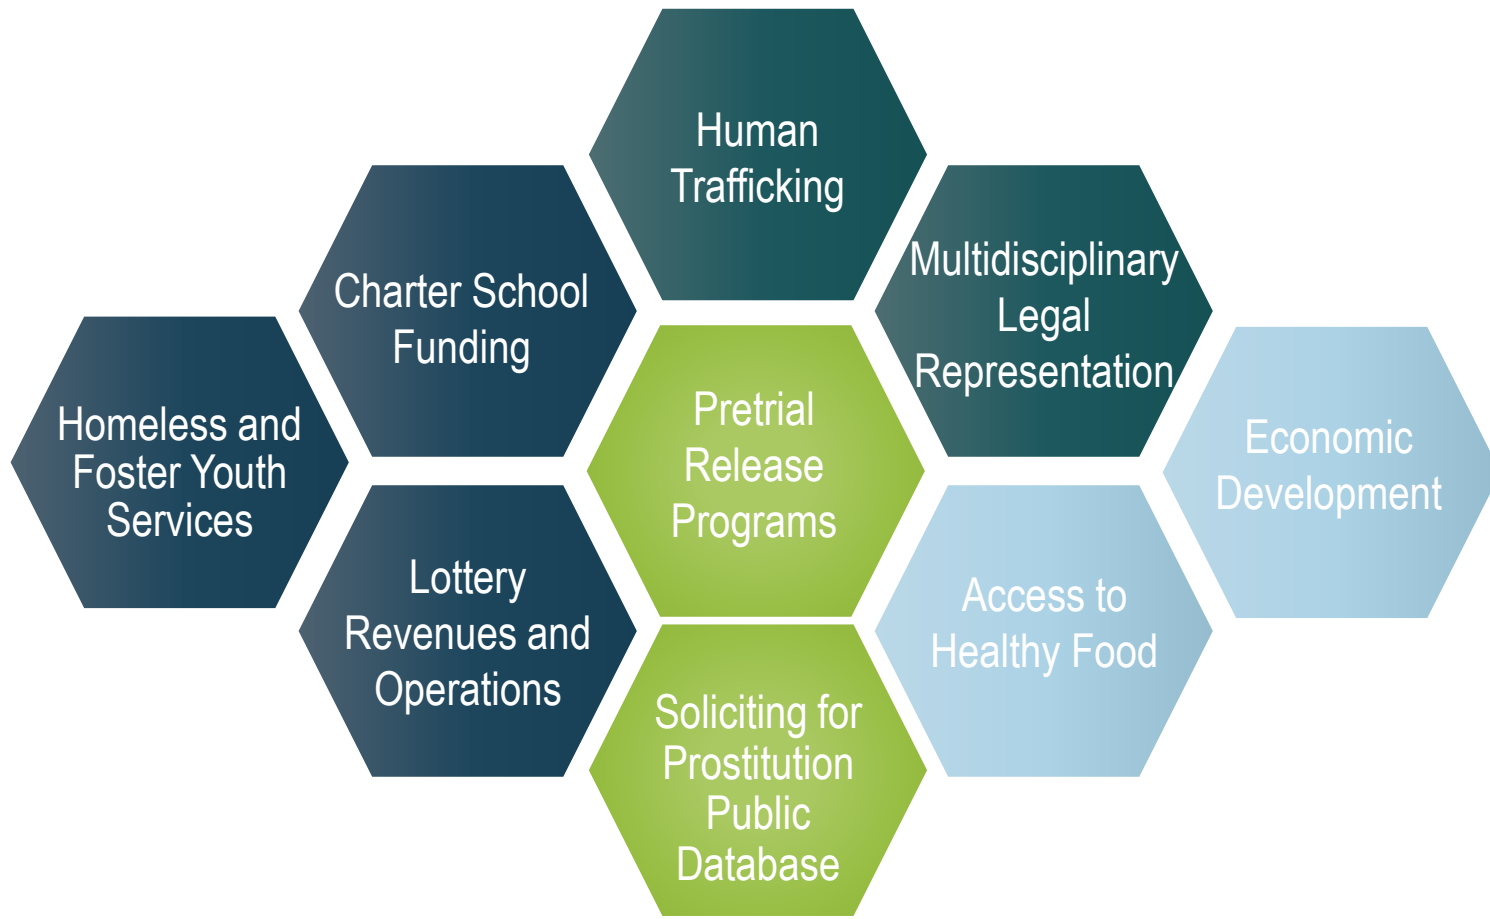 Human
Trafficking
Charter School
Funding
Multidisciplinary
Legal
Representation
Homeless and
Foster Youth
Services
Pretrial
Release
Programs
Economic
Development
Lottery
Revenues and
Operations
Access to
Healthy Food
Soliciting for
Prostitution
Public
Database